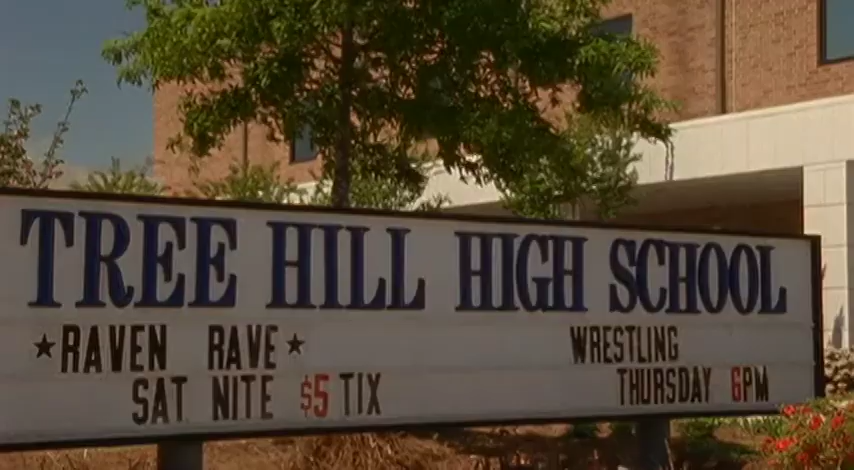 TREE HILL HIGH SCHOOL
★RAVEN RAVE★
SAT NITE $5 TIX
WRESTLING
THURSDAY 6PM